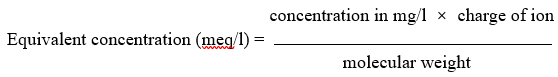 concentration in mg/l × charge of ion
Equivalent concentration (meq/l) =
molecular weight